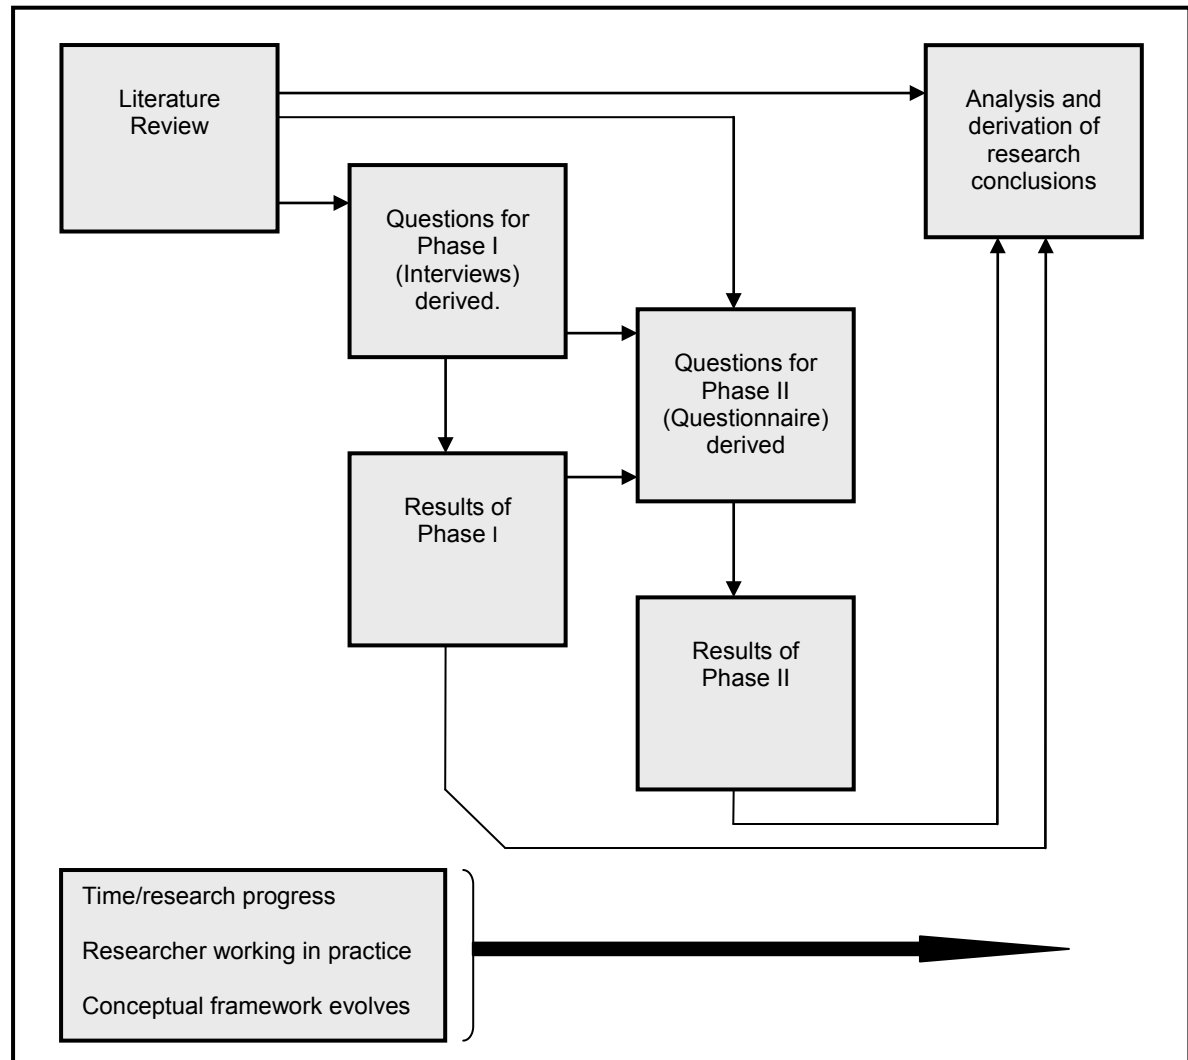 Literature
Review
Analysis and
derivation of
research
conclusions
Questions for
Phase I
(Interviews)
derived.
Questions for
Phase II
(Questionnaire)
derived
Results of
Phase I
Results of
Phase II
Time/research progress
Researcher working in practice
Conceptual framework evolves